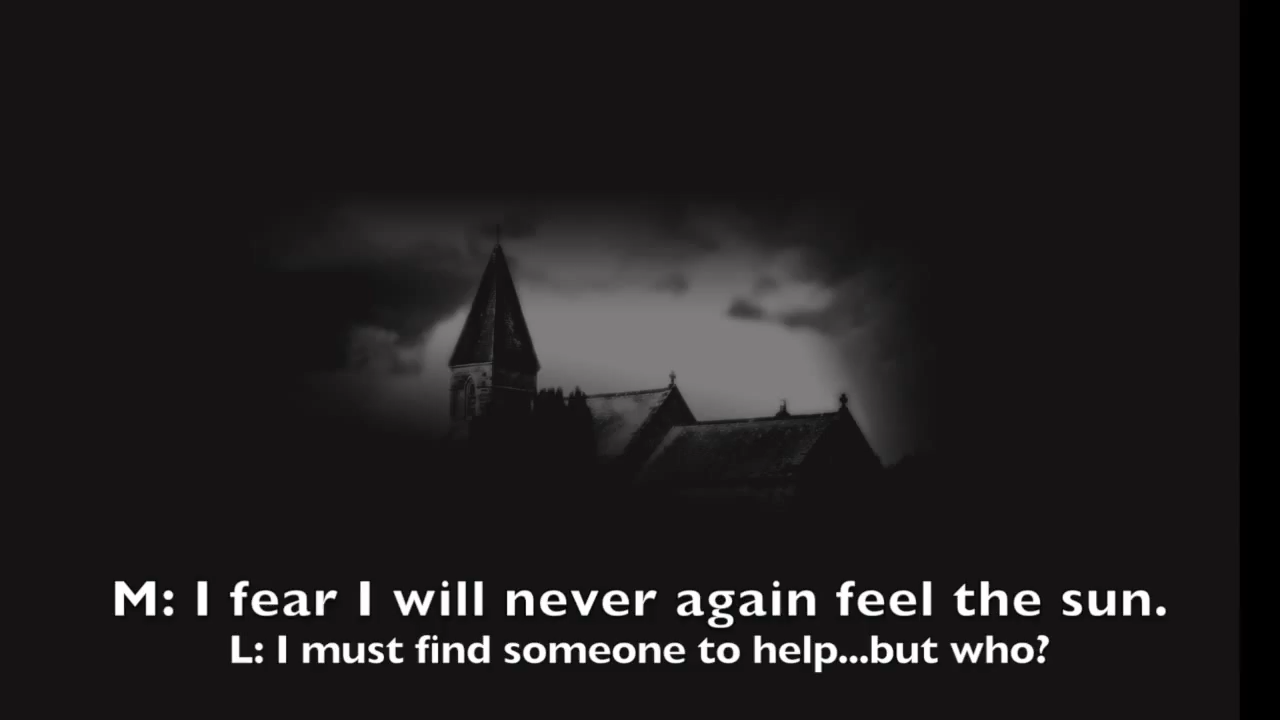 M: I fear I will never again feel the sun.
L: I must find someone to help...but who?